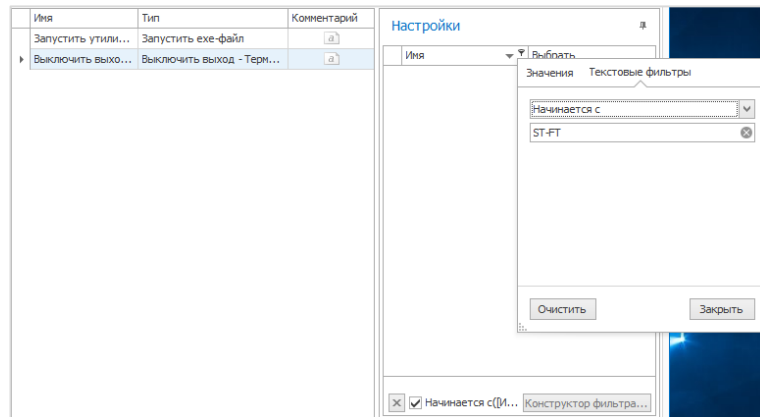 Имя Тип Комментарий
Запустить утили... Запустить exe-файл a
Выключить выхо... Выключить выход - Терм... a
Настройки
Имя Выбрать
Значения Текстовые фильтры
Начинается с
ST-FT
Очистить Закрыть
Начинается с([И... Конструктор фильтра...